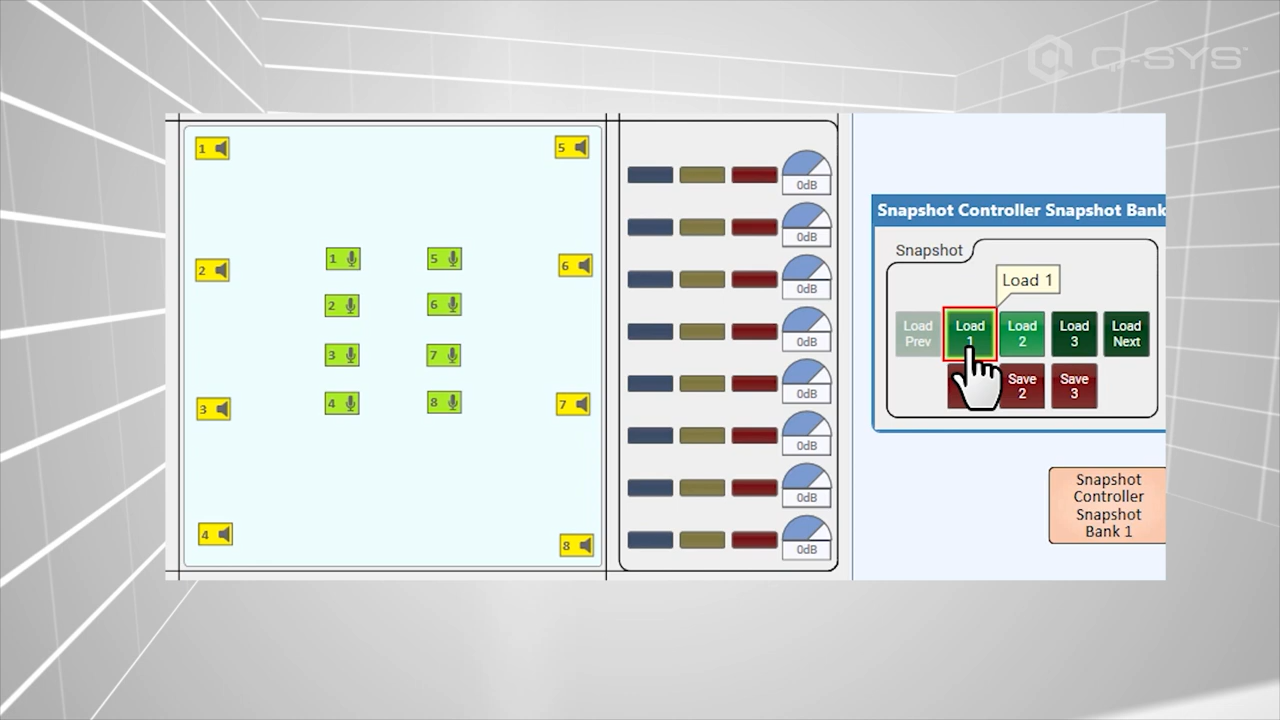 Q-SYS
1
5
2
6
1
5
2
6
3
7
4
8
3
7
4
8
0dB
0dB
0dB
0dB
0dB
0dB
0dB
0dB
Snapshot Controller Snapshot Bank
Snapshot
Load 1
Load
Prev
Load
1
Load
2
Load
3
Load
Next
Save
2
Save
3
Snapshot
Controller
Snapshot
Bank 1